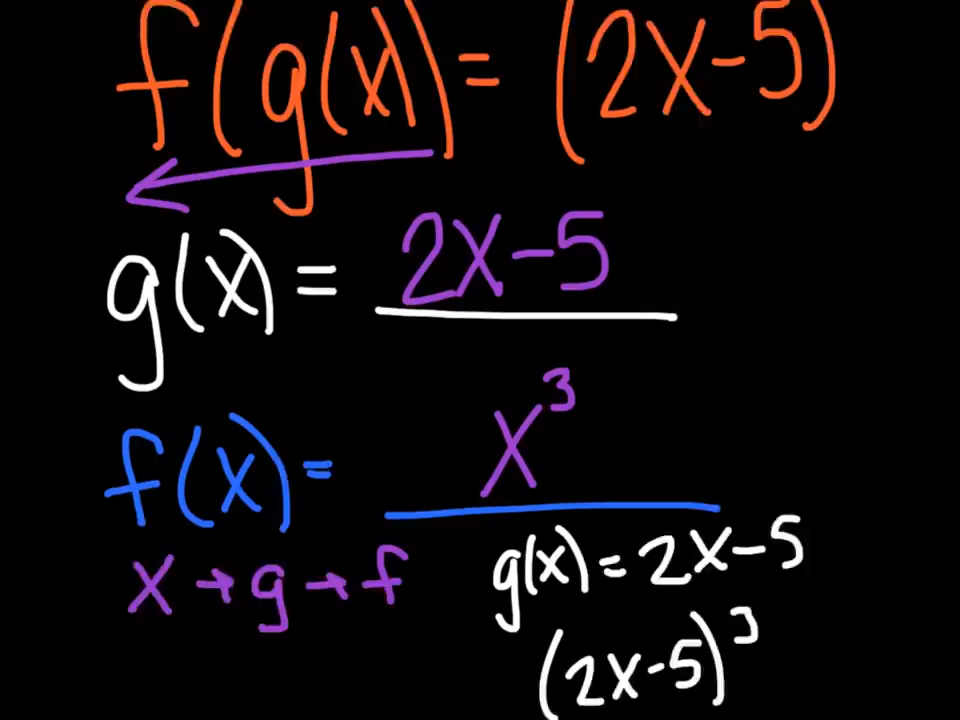 f(g(x))= (2x-5)
g(x)= 2x-5
f(x)= x³
x→g→f
g(x)=2x-5
(2x-5)³